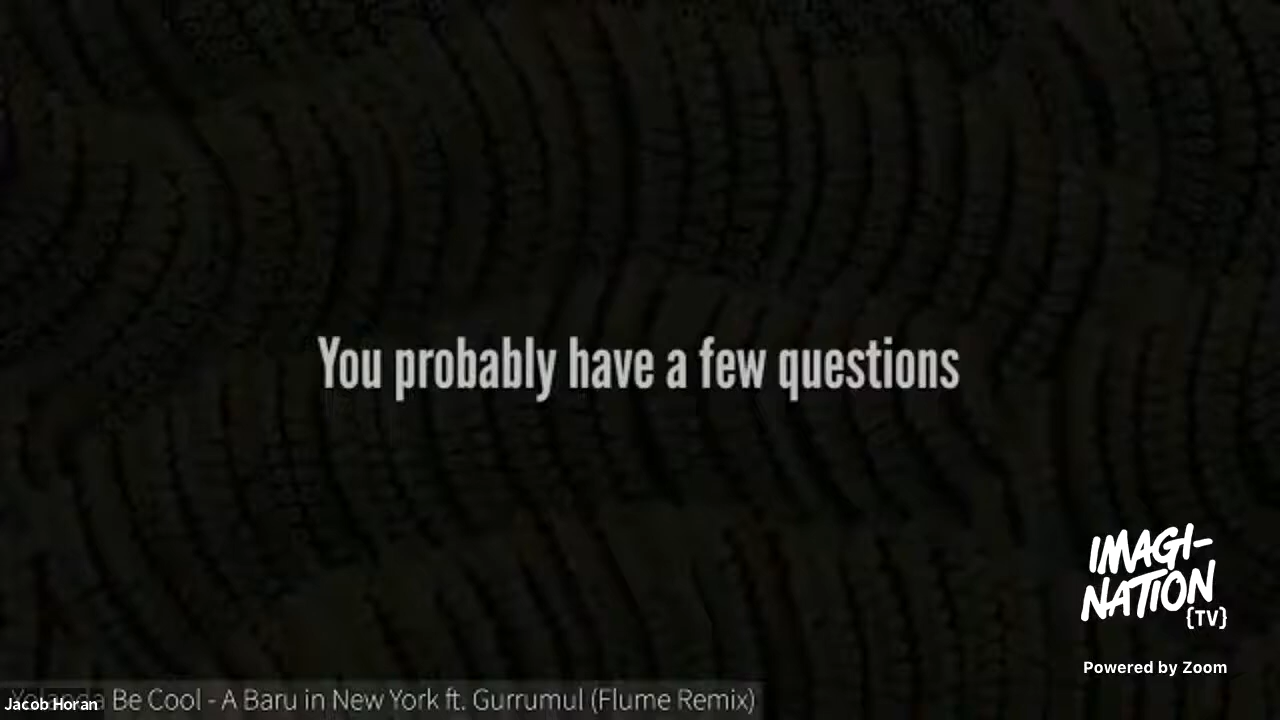 You probably have a few questions
IMAGI-
NATION
{TV}
Powered by Zoom
Yolanda Be Cool - A Baru in New York ft. Gurrumul (Flume Remix)
Jacob Horan